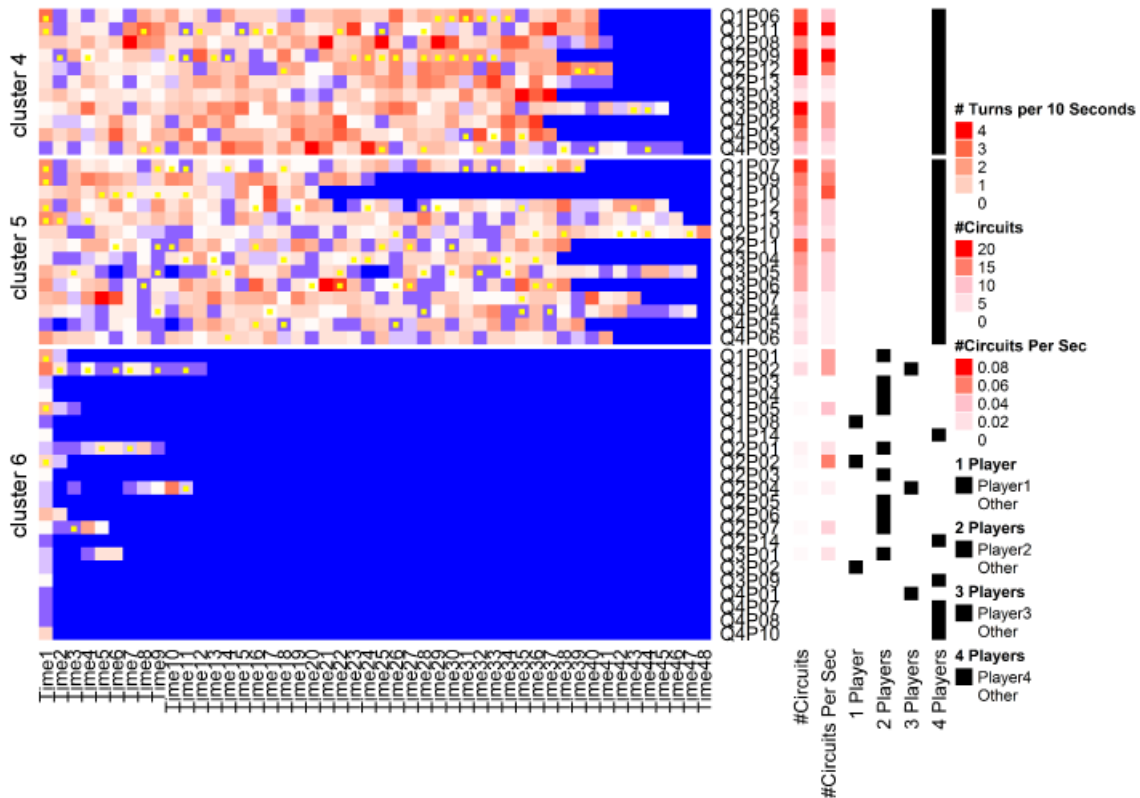 cluster 4
cluster 5
cluster 6
Q1P06
Q1P11
Q2P08
Q2P09
Q2P12
Q2P13
Q3P03
Q3P08
Q4P02
Q4P03
Q4P09
Q1P07
Q1P09
Q1P10
Q1P12
Q1P13
Q2P10
Q2P11
Q3P05
Q3P06
Q3P07
Q4P04
Q4P05
Q4P06
Q1P01
Q1P02
Q1P03
Q1P04
Q1P05
Q1P08
Q1P14
Q2P01
Q2P02
Q2P03
Q2P04
Q2P05
Q2P06
Q2P07
Q2P14
Q3P01
Q3P02
Q3P09
Q4P01
Q4P07
Q4P08
Q4P10
Time1
Time2
Time3
Time4
Time5
Time6
Time7
Time8
Time9
Time10
Time11
Time12
Time13
Time14
Time15
Time16
Time17
Time18
Time19
Time20
Time21
Time22
Time23
Time24
Time25
Time26
Time27
Time28
Time29
Time30
Time31
Time32
Time33
Time34
Time35
Time36
Time37
Time38
Time39
Time40
Time41
Time42
Time43
Time44
Time45
Time46
Time47
Time48
#Circuits
#Circuits Per Sec
1 Player
2 Players
3 Players
4 Players
# Turns per 10 Seconds
4
3
2
1
0
#Circuits
20
15
10
5
0
#Circuits Per Sec
0.08
0.06
0.04
0.02
0
1 Player
Player1
Other
2 Players
Player2
Other
3 Players
Player3
Other
4 Players
Player4
Other